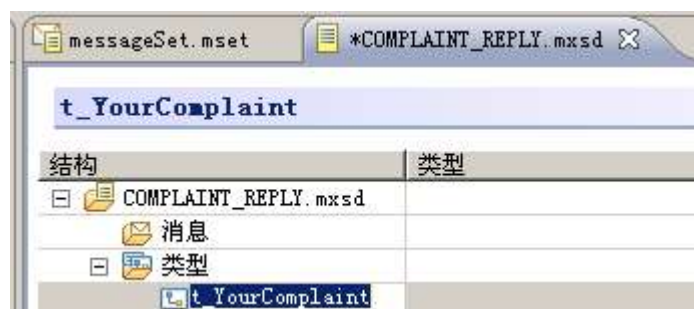 messageSet.mset *COMPLAINT_REPLY.mxsd
t_YourComplaint
结构 类型
COMPLAINT_REPLY.mxsd
消息
类型
t_YourComplaint